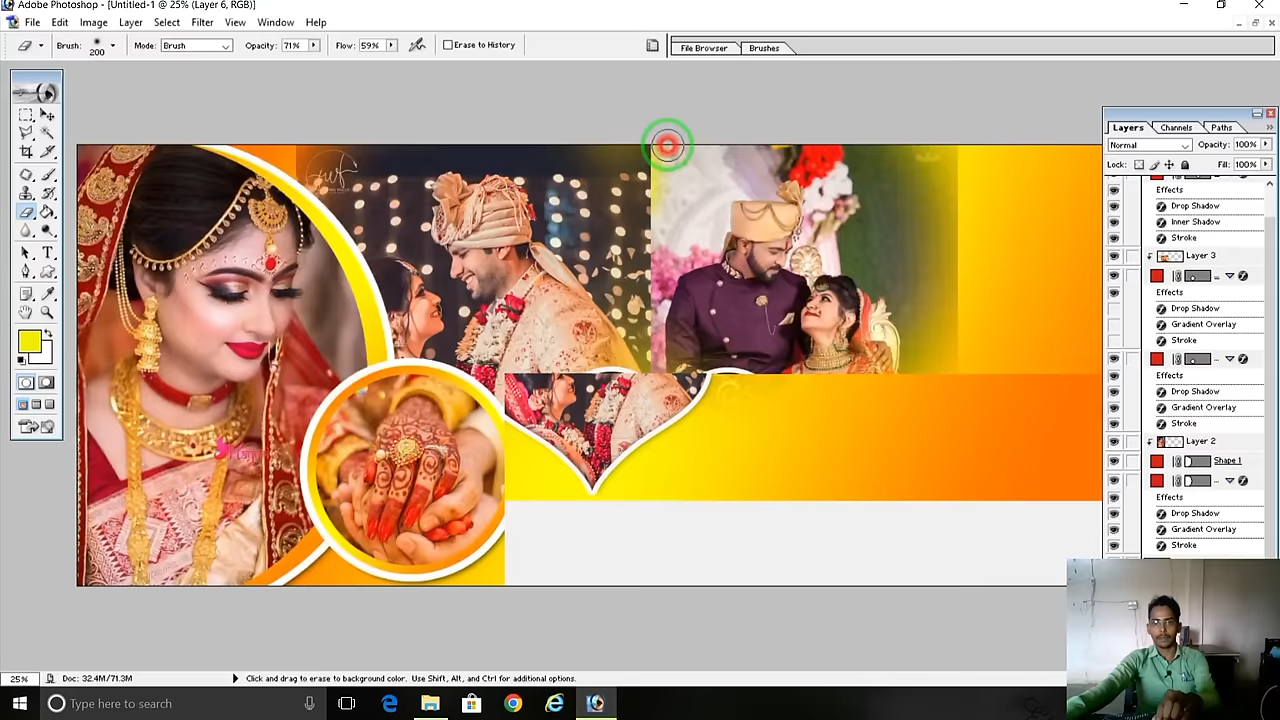 Adobe Photoshop - [Untitled-1 @ 25% (Layer 6, RGB)]
File Edit Image Layer Select Filter View Window Help
Brush: 200 Mode: Brush Opacity: 71% Flow: 59% Erase to History File Browser Brushes
Layers Channels Paths
Normal Opacity: 100%
Lock: Fill: 100%
Effects
Drop Shadow
Inner Shadow
Stroke
Layer 3
Effects
Drop Shadow
Gradient Overlay
Stroke
Effects
Drop Shadow
Gradient Overlay
Stroke
Layer 2
Shape 1
Effects
Drop Shadow
Gradient Overlay
Stroke
25% Doc: 32.4M/71.3M Click and drag to erase to background color. Use Shift, Alt, and Ctrl for additional options.
Type here to search